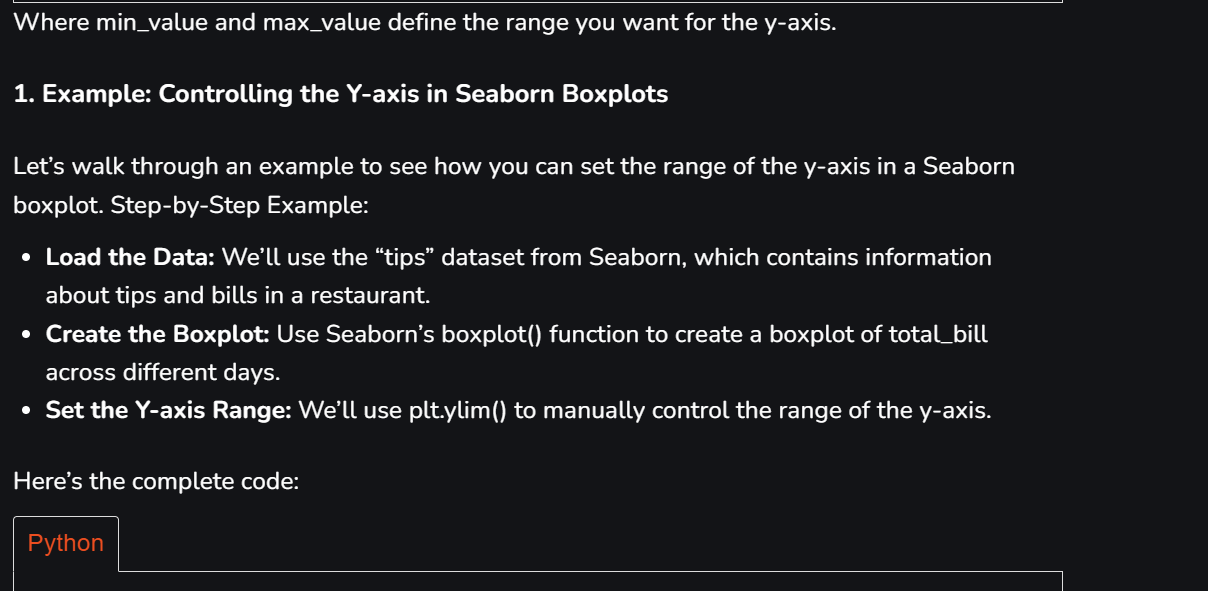 Where min_value and max_value define the range you want for the y-axis.
1. Example: Controlling the Y-axis in Seaborn Boxplots
Let’s walk through an example to see how you can set the range of the y-axis in a Seaborn
boxplot. Step-by-Step Example:
• Load the Data: We’ll use the “tips” dataset from Seaborn, which contains information
about tips and bills in a restaurant.
• Create the Boxplot: Use Seaborn’s boxplot() function to create a boxplot of total_bill
across different days.
• Set the Y-axis Range: We’ll use plt.ylim() to manually control the range of the y-axis.
Here’s the complete code:
Python